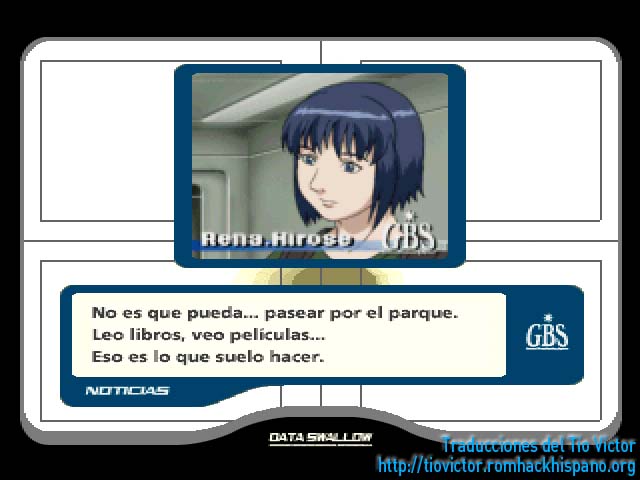 Rena Hirose
GBS
No es que pueda... pasear por el parque.
Leo libros, veo películas...
Eso es lo que suelo hacer.
GBS
NOTICIAS
DATA SWALLOW
Traducciones del Tio Victor
http://tiovictor.romhackhispano.org